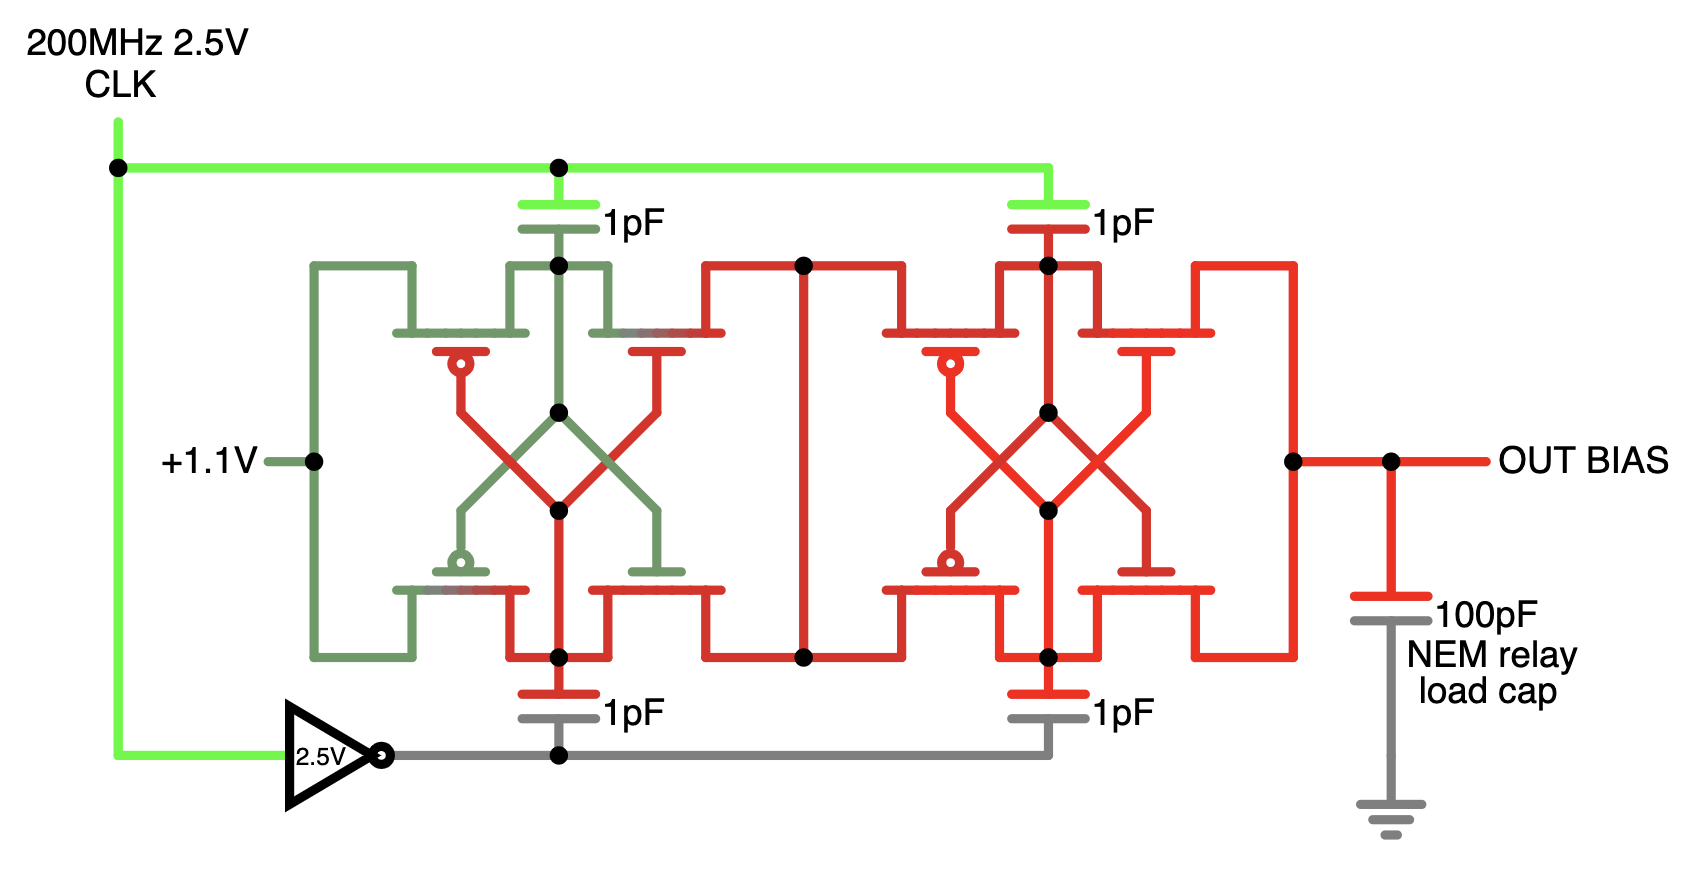 200MHz 2.5V
CLK
1pF
1pF
+1.1V
OUT BIAS
100pF
NEM relay
load cap
1pF
1pF
2.5V